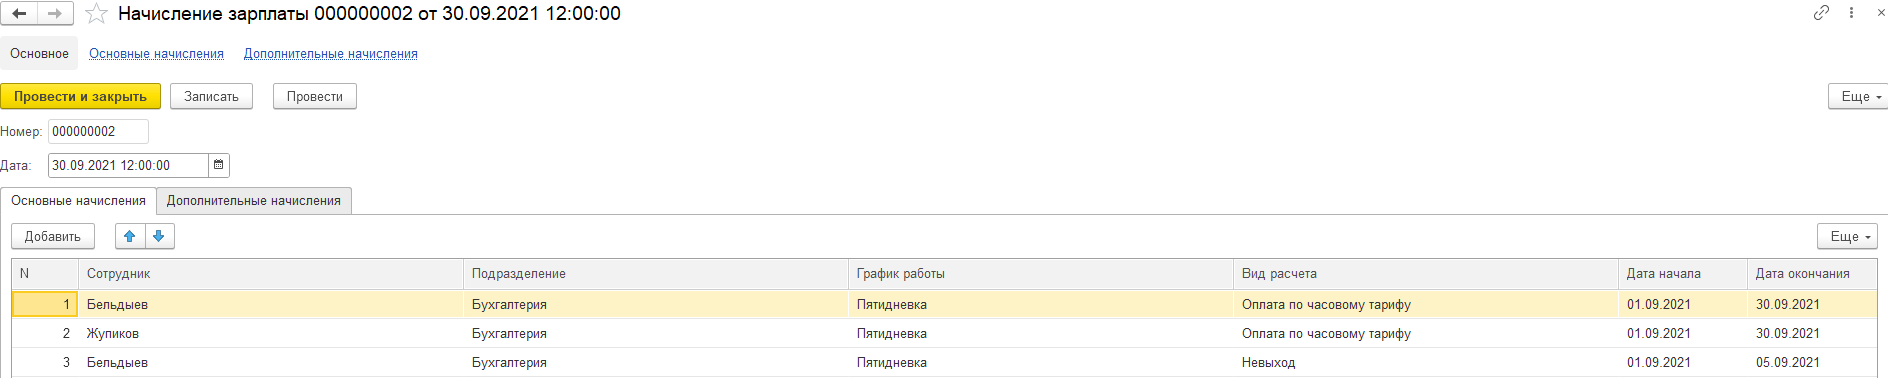 Начисление зарплаты 000000002 от 30.09.2021 12:00:00
Основное Основные начисления Дополнительные начисления
Провести и закрыть Записать Провести Еще
Номер: 000000002
Дата: 30.09.2021 12:00:00
Основные начисления Дополнительные начисления
Добавить Еще
N Сотрудник Подразделение График работы Вид расчета Дата начала Дата окончания
1 Бельдыев Бухгалтерия Пятидневка Оплата по часовому тарифу 01.09.2021 30.09.2021
2 Жупиков Бухгалтерия Пятидневка Оплата по часовому тарифу 01.09.2021 30.09.2021
3 Бельдыев Бухгалтерия Пятидневка Невыход 01.09.2021 05.09.2021